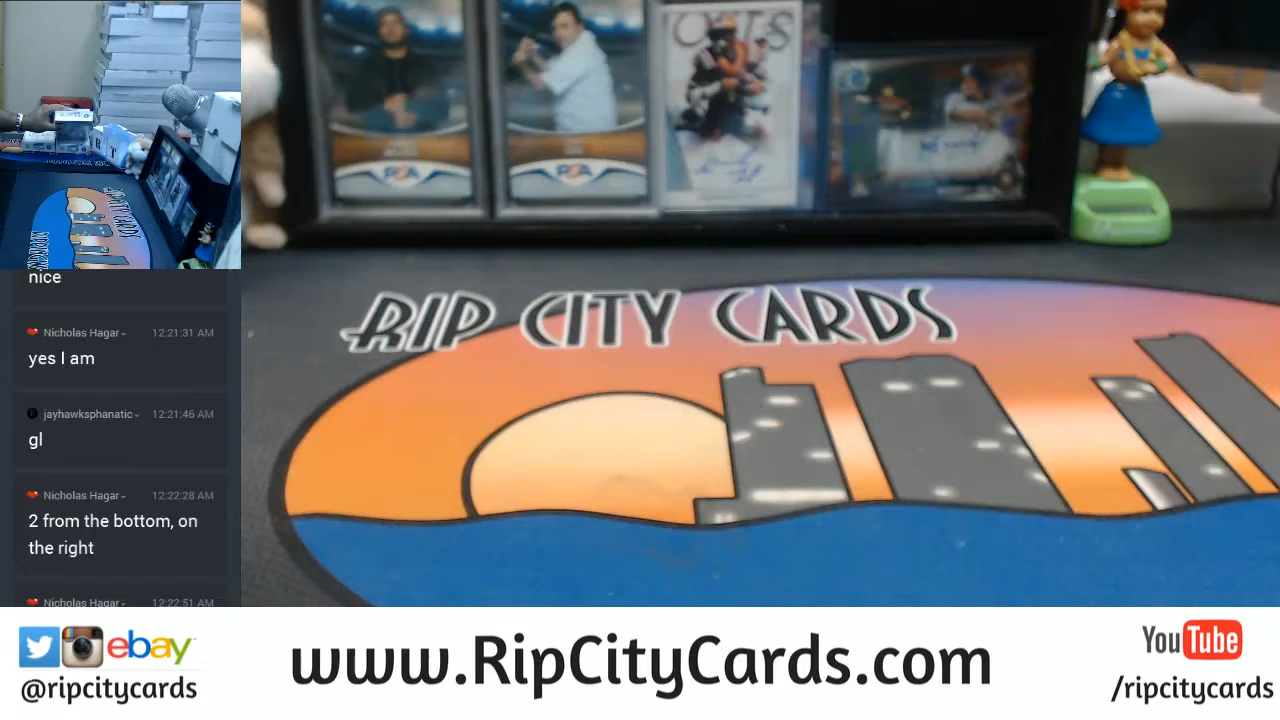 nice
Nicholas Hagar
12:21:31 AM
yes I am
jayhawksphanatic
12:21:46 AM
gl
Nicholas Hagar
12:22:28 AM
2 from the bottom, on
the right
Nicholas Hagar
12:22:51 AM
RIP CITY CARDS
ebay
@ripcitycards
www.RipCityCards.com
YouTube
/ripcitycards